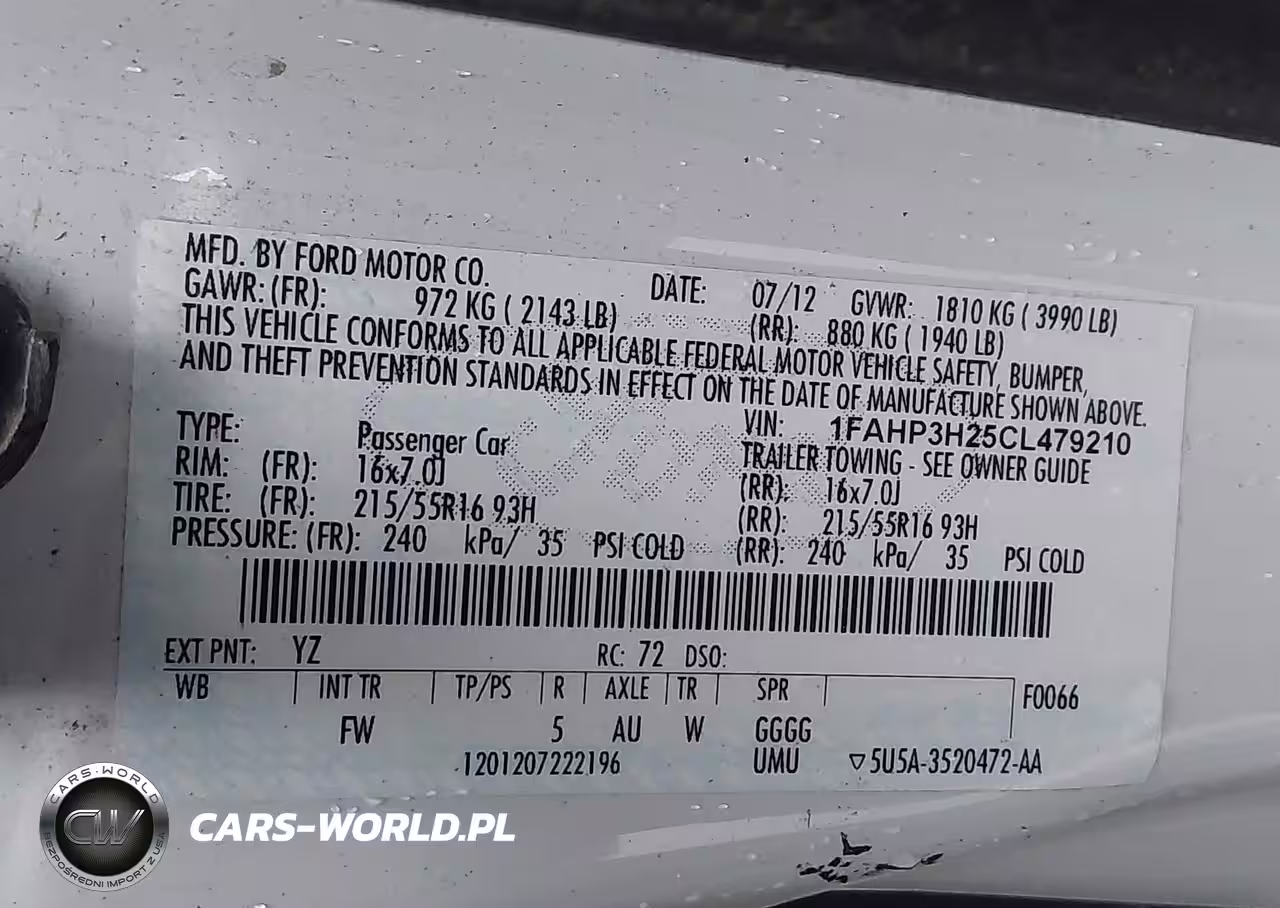 MFD. BY FORD MOTOR CO. DATE: 07/12 GVWR: 1810 KG ( 3990 LB)
GAWR: (FR): 972 KG ( 2143 LB) (RR): 880 KG ( 1940 LB)
THIS VEHICLE CONFORMS TO ALL APPLICABLE FEDERAL MOTOR VEHICLE SAFETY, BUMPER,
AND THEFT PREVENTION STANDARDS IN EFFECT ON THE DATE OF MANUFACTURE SHOWN ABOVE.
VIN: 1FAHP3H25CL479210
TYPE: Passenger Car TRAILER TOWING - SEE OWNER GUIDE
RIM: (FR): 16x7.0J (RR): 16x7.0J
TIRE: (FR): 215/55R16 93H (RR): 215/55R16 93H
PRESSURE: (FR): 240 kPa/ 35 PSI COLD (RR): 240 kPa/ 35 PSI COLD
EXT PNT: YZ RC: 72 DSO:
WB INT TR TP/PS R AXLE TR SPR F0066
FW 5 AU W GGGG
1201207222196 UMU ▽5U5A-3520472-AA
CARS-WORLD
CW
BEZPOŚREDNI IMPORT Z USA
CARS-WORLD.PL